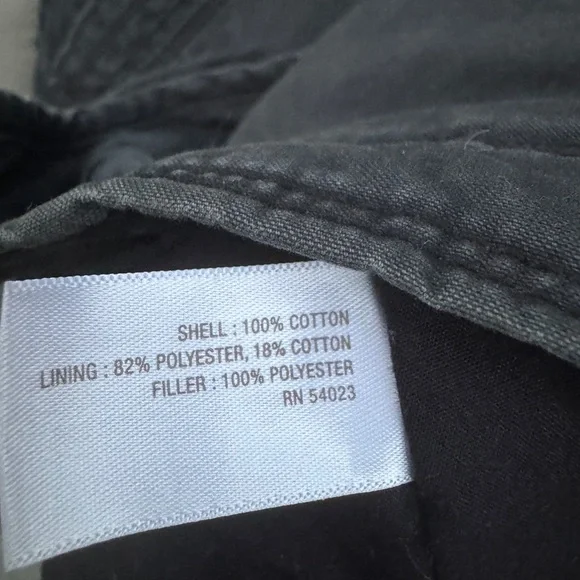 SHELL : 100% COTTON
LINING : 82% POLYESTER, 18% COTTON
FILLER : 100% POLYESTER
RN 54023